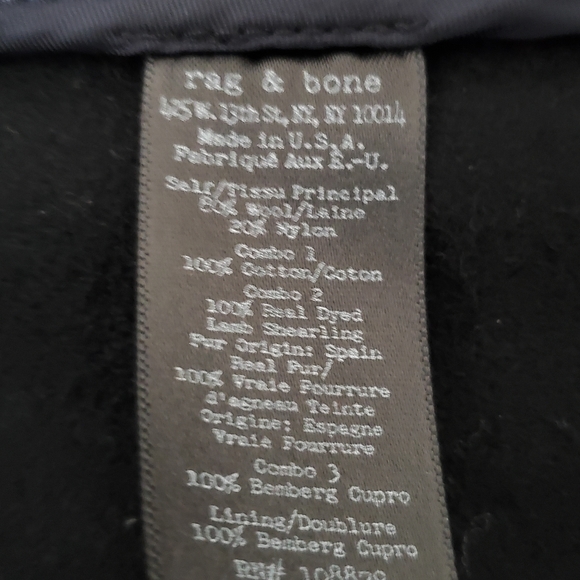 rag & bone
425 W. 13th St, NY, NY 10014
Made in U.S.A.
Fabriqué Aux É.-U.
Self/Tissu Principal
80% Wool/Laine
20% Nylon
Combo 1
100% Cotton/Coton
Combo 2
100% Real Dyed
Lamb Shearling
Fur Origin: Spain
Real Fur/
100% Vraie Fourrure
d'agneau Teinte
Origine: Espagne
Vraie Fourrure
Combo 3
100% Bemberg Cupro
Lining/Doublure
100% Bemberg Cupro
RN#